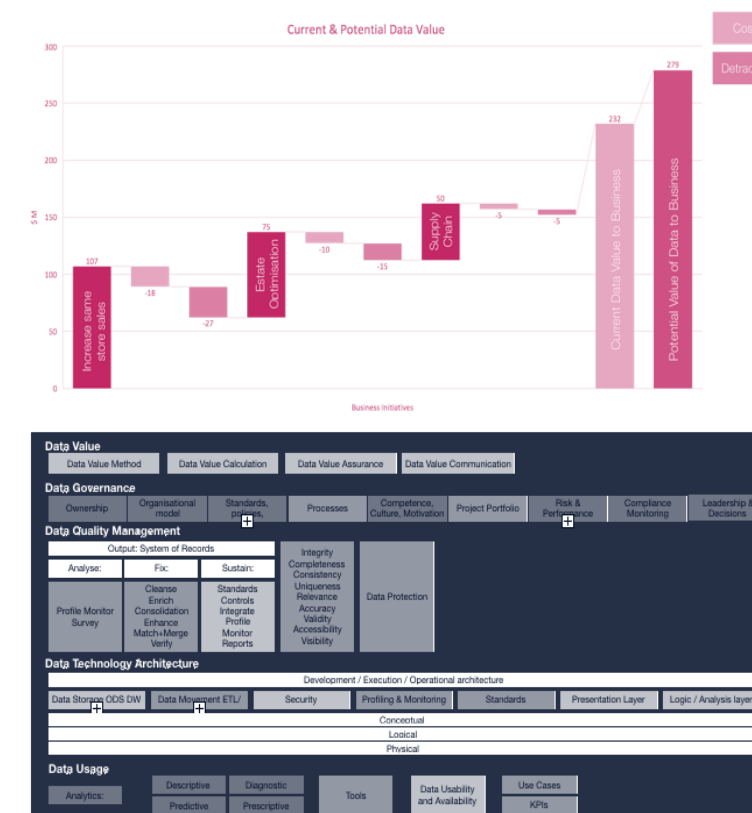 Current & Potential Data Value
300
250
200
150
100
50
0
$ M
107
-18
-27
75
-10
-15
50
-5
-5
232
279
Increase same
store sales
Estate
Optimisation
Supply
Chain
Current Data Value to Business
Potential Value of Data to Business
Business Initiatives
Data Value
Data Value Method
Data Value Calculation
Data Value Assurance
Data Value Communication
Data Governance
Ownership
Organisational
model
Standards,
Processes
Competence,
Culture, Motivation
Project Portfolio
Risk &
Performance
Compliance
Monitoring
Leadership &
Decisions
Data Quality Management
Output: System of Records
Analyse:
Fix:
Sustain:
Profile Monitor
Survey
Cleanse
Enrich
Consolidation
Enhance
Match+Merge
Verify
Standards
Controls
Integrate
Profile
Monitor
Reports
Integrity
Completeness
Consistency
Uniqueness
Relevance
Accuracy
Validity
Accessibility
Visibility
Data Protection
Data Technology Architecture
Development / Execution / Operational architecture
Data Storage ODS DW
Data Movement ETL/
Security
Profiling & Monitoring
Standards
Presentation Layer
Logic / Analysis layer
Conceptual
Logical
Physical
Data Usage
Analytics:
Descriptive
Diagnostic
Predictive
Prescriptive
Tools
Data Usability
and Availability
Use Cases
KPIs